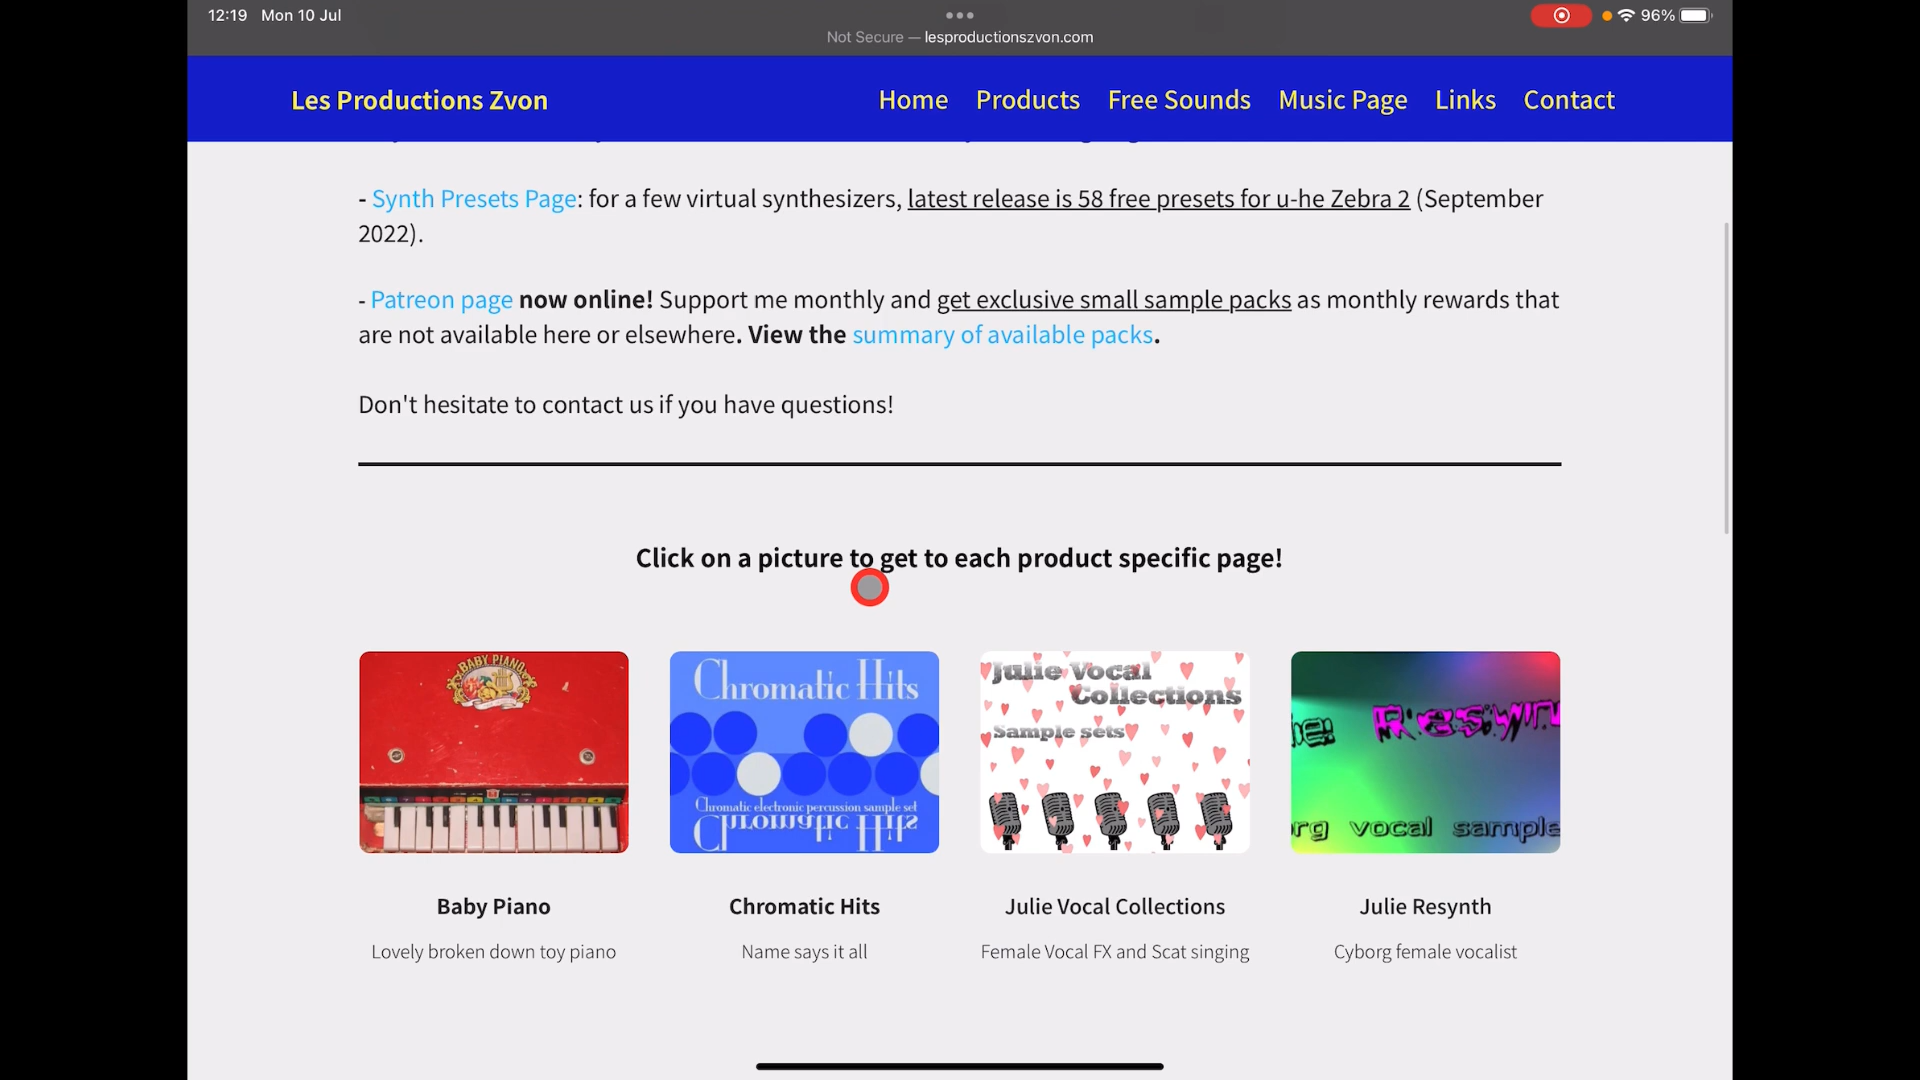 12:19 Mon 10 Jul
96%
Not Secure — lesproductionszvon.com
Les Productions Zvon
Home Products Free Sounds Music Page Links Contact
- Synth Presets Page: for a few virtual synthesizers, latest release is 58 free presets for u-he Zebra 2 (September
2022).
- Patreon page now online! Support me monthly and get exclusive small sample packs as monthly rewards that
are not available here or elsewhere. View the summary of available packs.
Don't hesitate to contact us if you have questions!
Click on a picture to get to each product specific page!
BABY PIANO
Chromatic Hits
Chromatic electronic percussion sample set
Chromatic Hits
Julie Vocal
Collections
Sample sets
vocal sample
Baby Piano
Lovely broken down toy piano
Chromatic Hits
Name says it all
Julie Vocal Collections
Female Vocal FX and Scat singing
Julie Resynth
Cyborg female vocalist